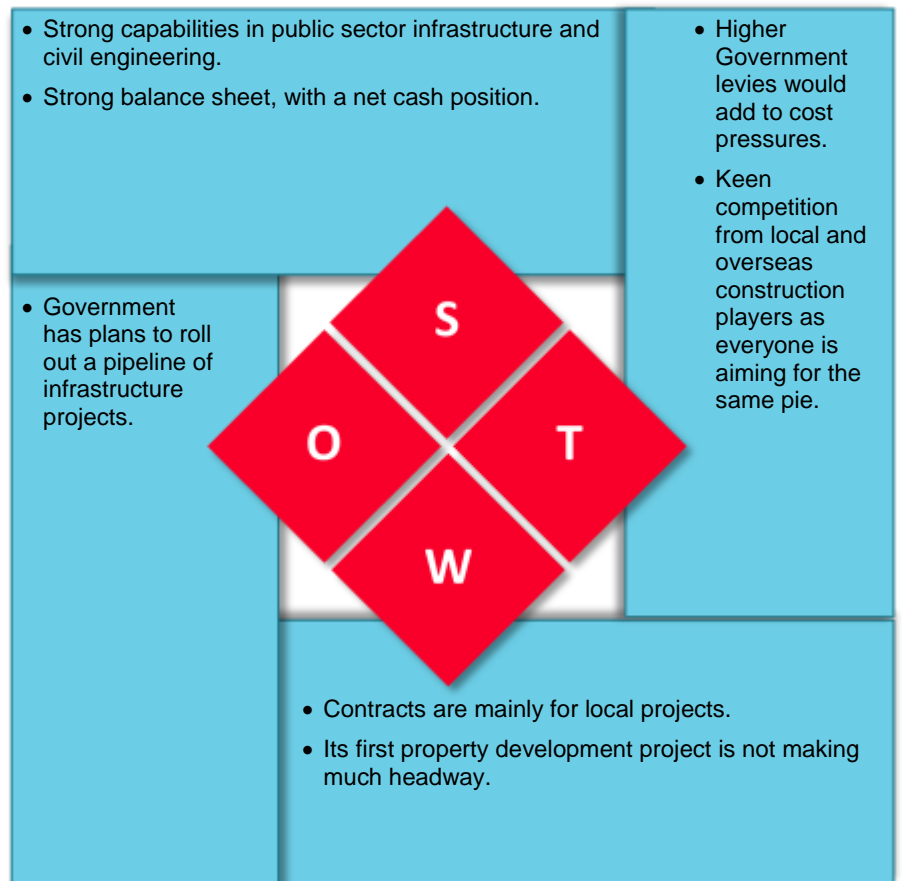 • Strong capabilities in public sector infrastructure and
civil engineering.
• Strong balance sheet, with a net cash position.
• Higher
Government
levies would
add to cost
pressures.
• Keen
competition
from local and
overseas
construction
players as
everyone is
aiming for the
same pie.
• Government
has plans to roll
out a pipeline of
infrastructure
projects.
S
O
T
W
• Contracts are mainly for local projects.
• Its first property development project is not making
much headway.